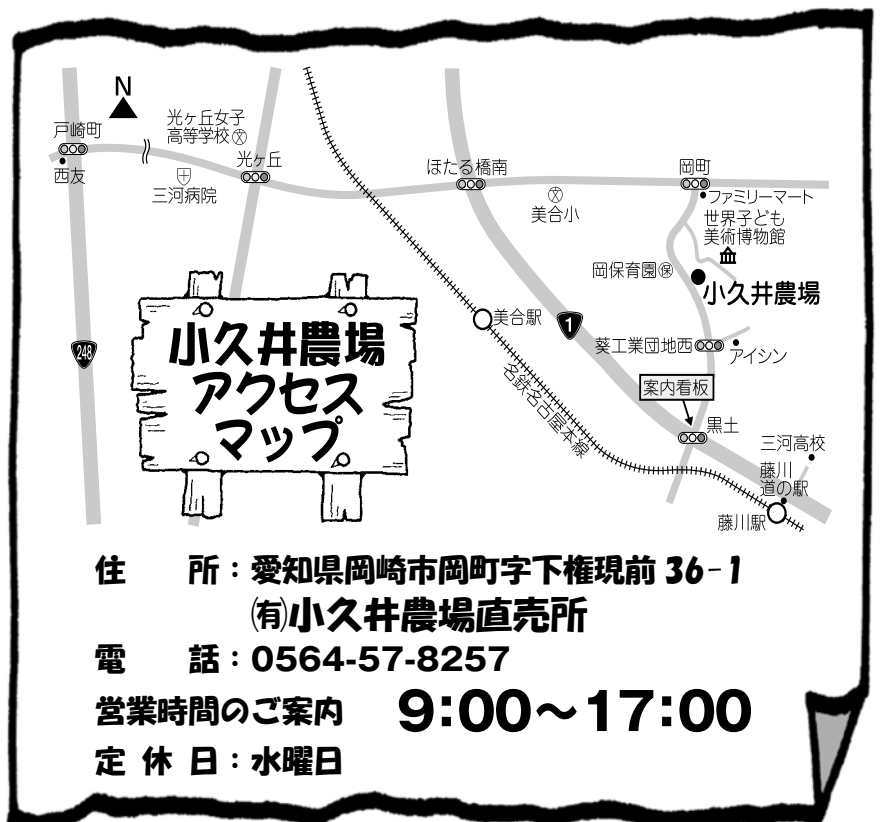 N
戸崎町
西友
光ヶ丘女子
高等学校 文
光ヶ丘
三河病院
ほたる橋南
美合小
文
岡町
ファミリーマート
世界子ども
美術博物館
岡保育園 保
小久井農場
美合駅
1
248
葵工業団地西
アイシン
案内看板
黒土
名鉄名古屋本線
三河高校
藤川
道の駅
藤川駅
小久井農場
アクセス
マップ
住 所：愛知県岡崎市岡町字下権現前 36-1
㈲小久井農場直売所
電 話：0564-57-8257
営業時間のご案内 9:00～17:00
定 休 日：水曜日